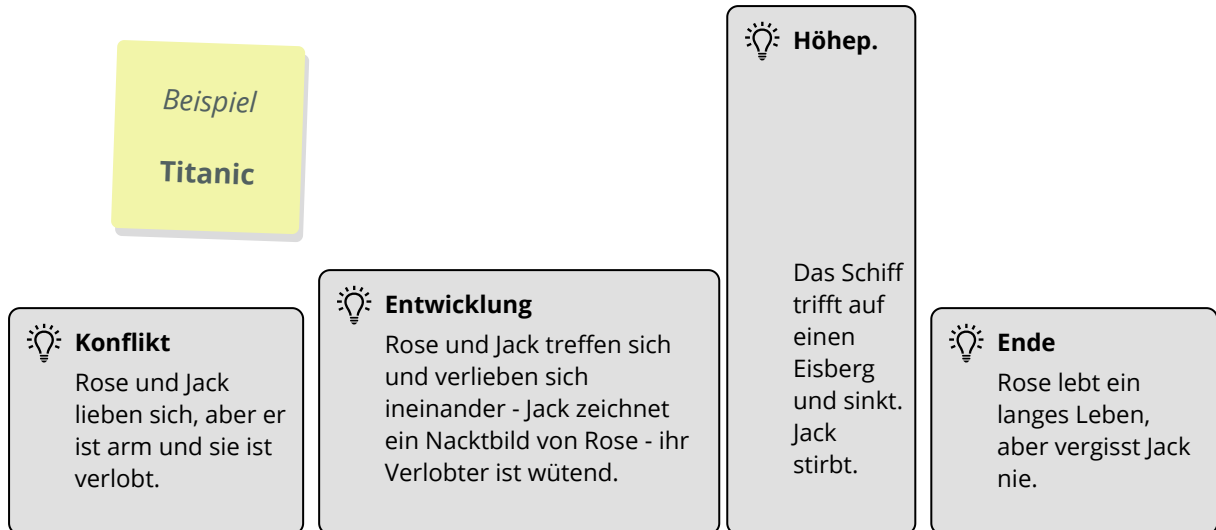 Beispiel
Titanic
Konflikt
Rose und Jack
lieben sich, aber er
ist arm und sie ist
verlobt.
Entwicklung
Rose und Jack treffen sich
und verlieben sich
ineinander - Jack zeichnet
ein Nacktbild von Rose - ihr
Verlobter ist wütend.
Höhep.
Das Schiff
trifft auf
einen
Eisberg
und sinkt.
Jack
stirbt.
Ende
Rose lebt ein
langes Leben,
aber vergisst Jack
nie.